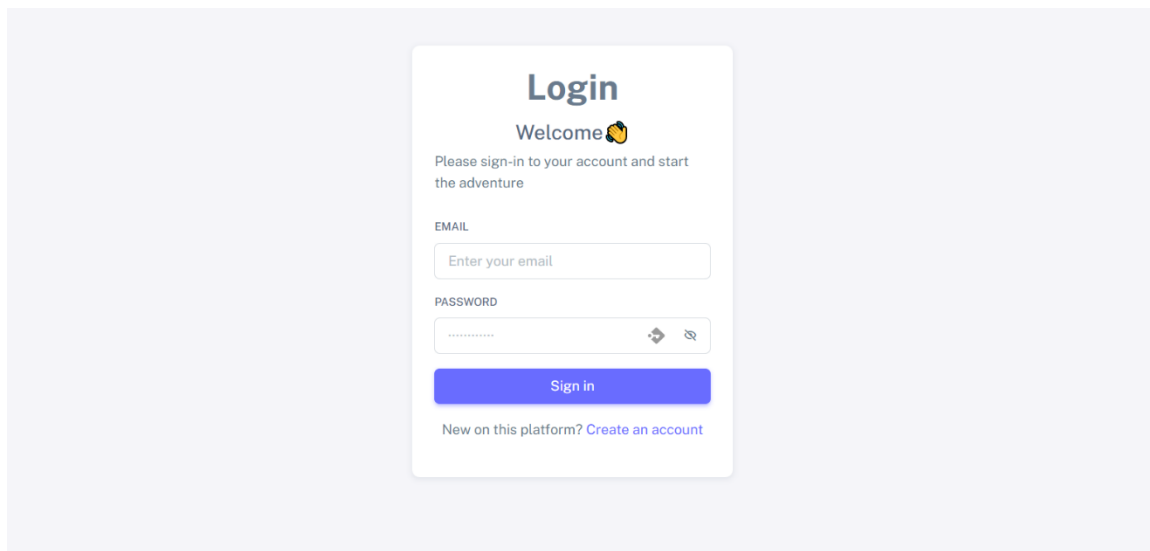 Login
Welcome👋
Please sign-in to your account and start
the adventure
EMAIL
Enter your email
PASSWORD
············
Sign in
New on this platform? Create an account